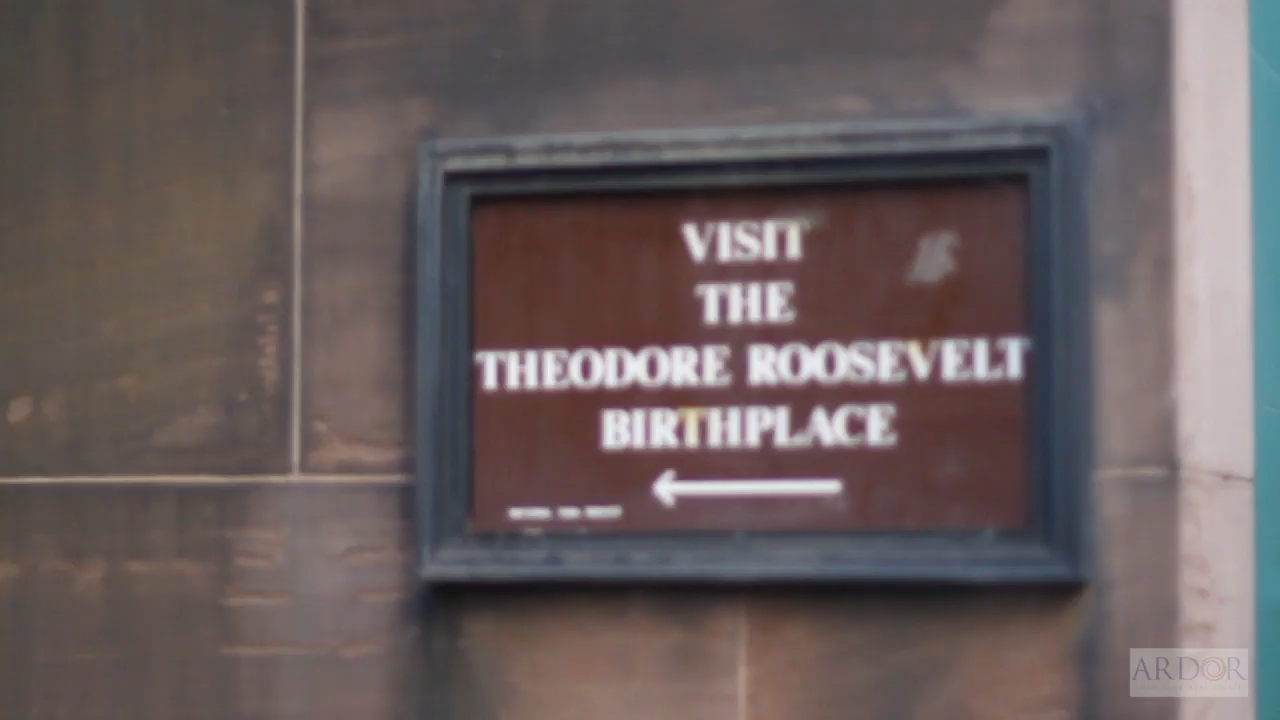 VISIT
THE
THEODORE ROOSEVELT
BIRTHPLACE
ARDOR